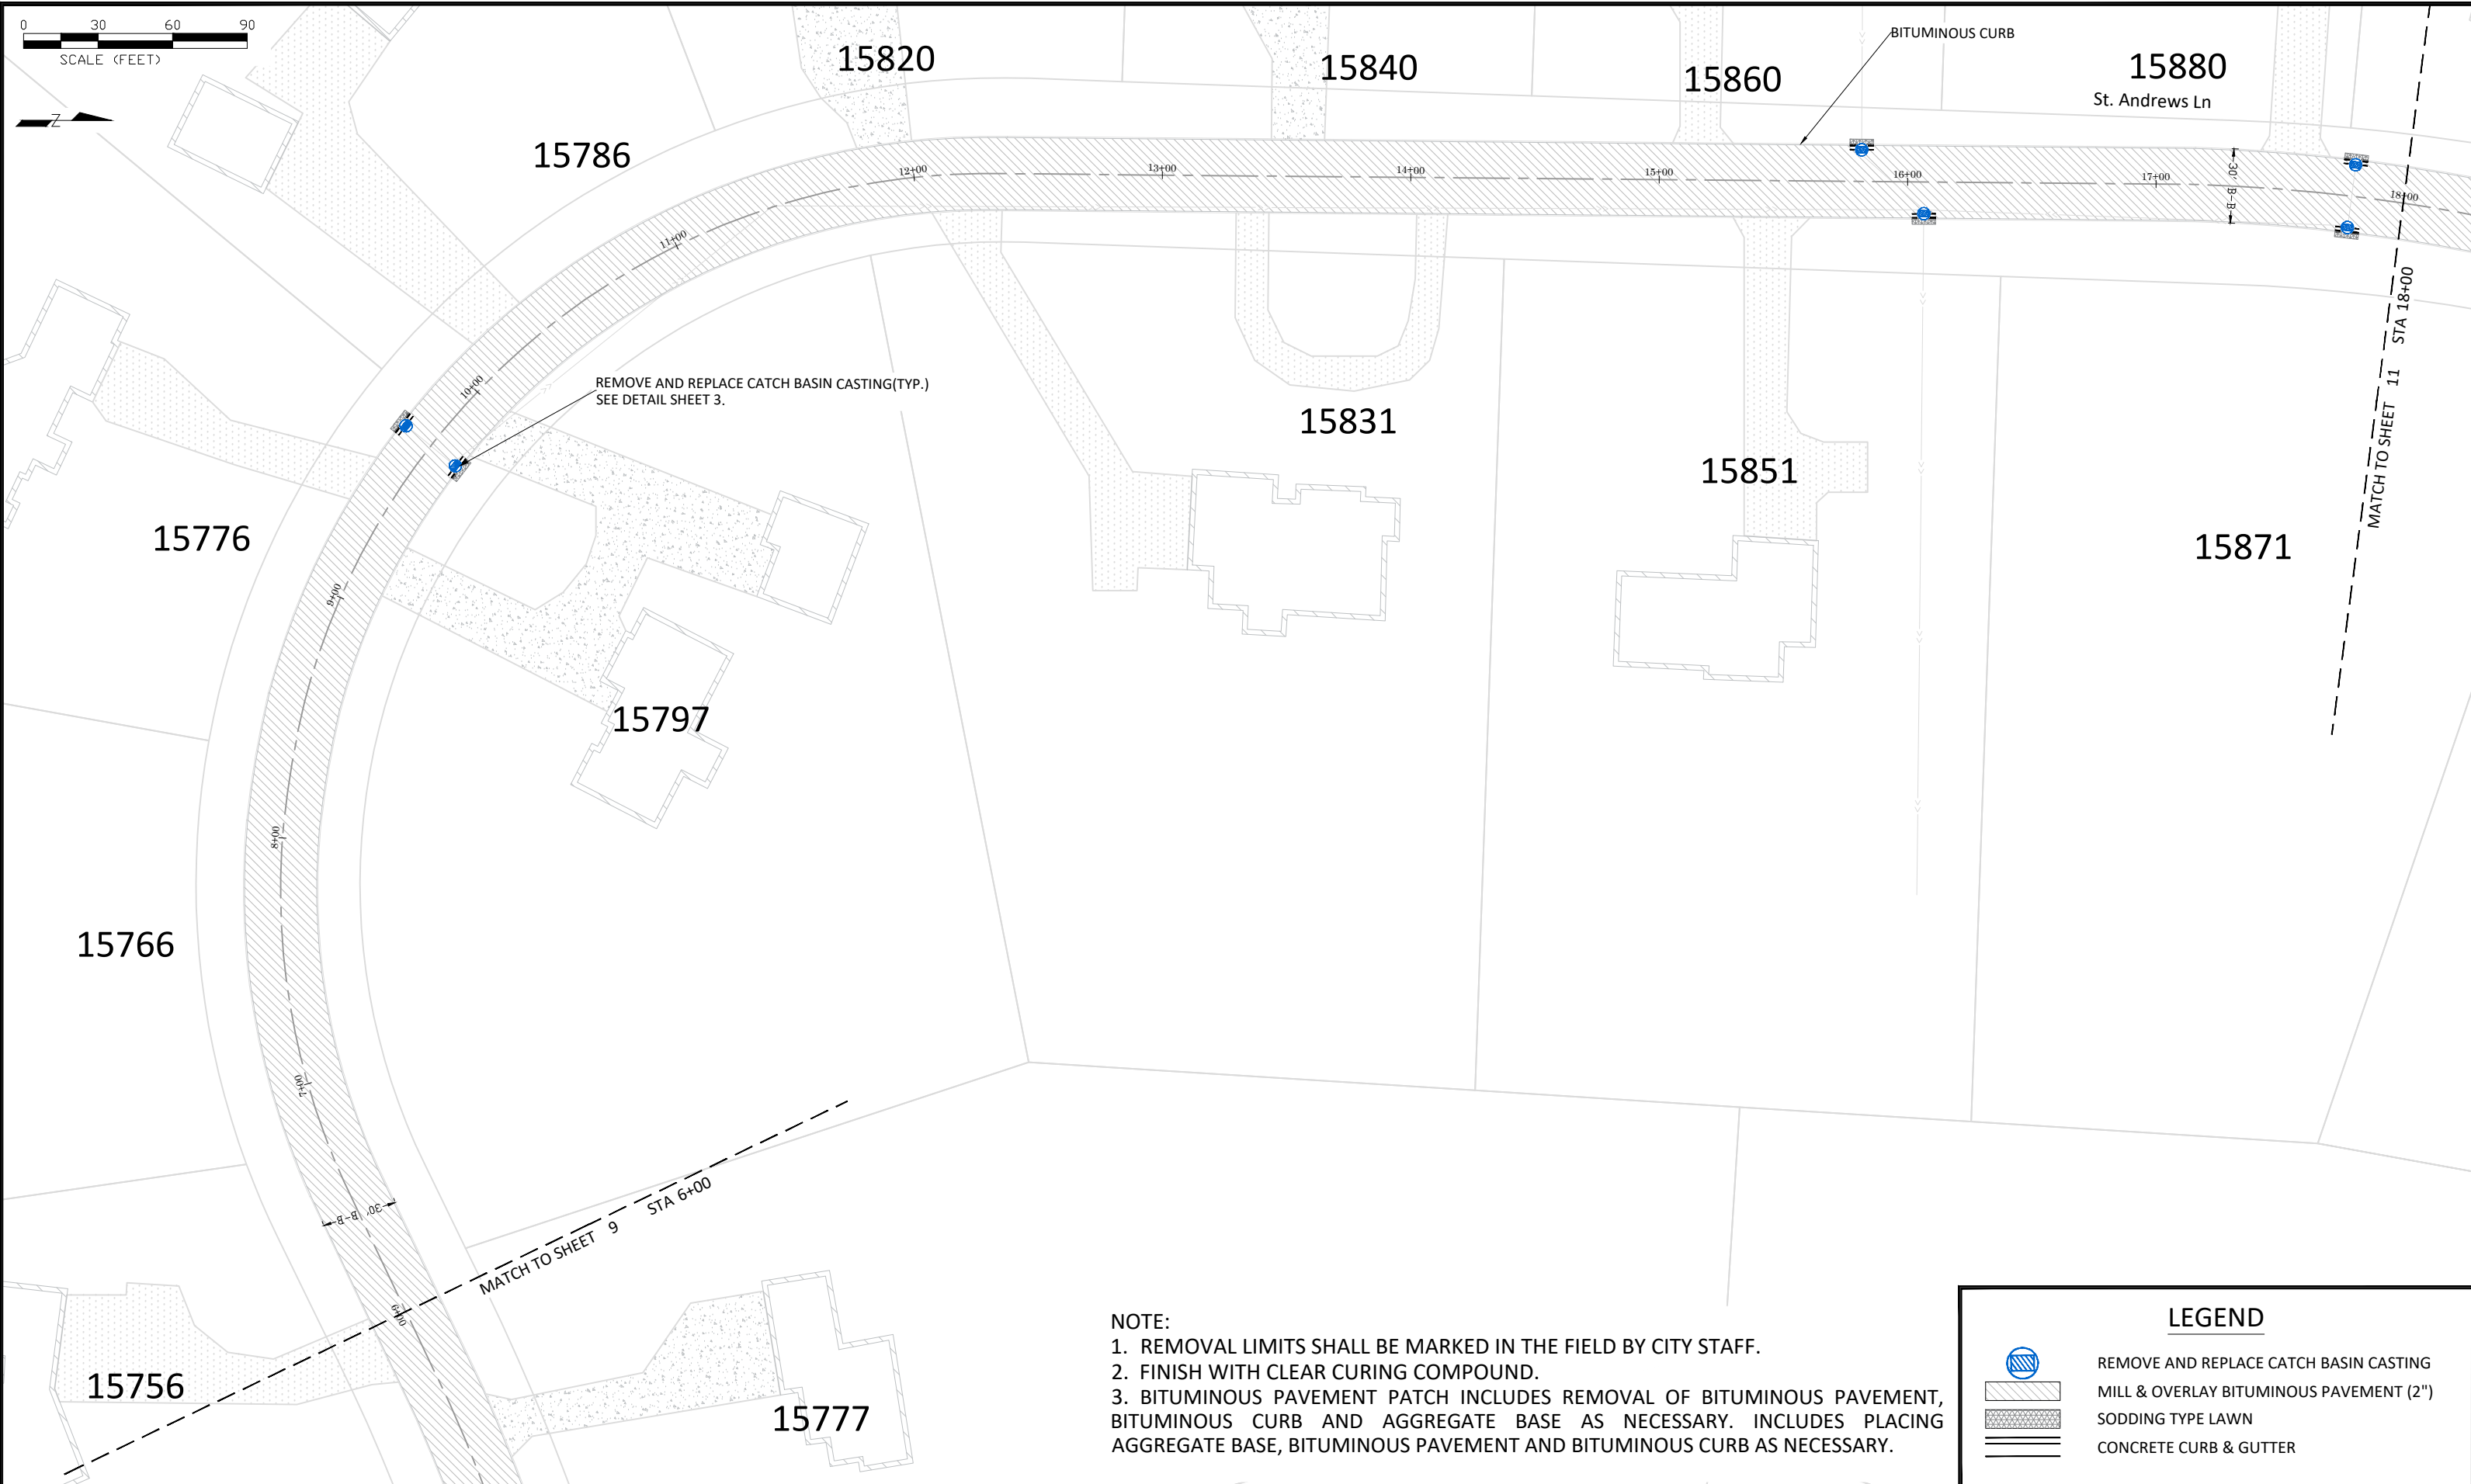 0 30 60 90
SCALE (FEET)
Z
BITUMINOUS CURB
15820
15840
15860
15880
St. Andrews Ln
15786
12+00
13+00
14+00
15+00
16+00
17+00
18+00
30' B-B
11+00
10+00
REMOVE AND REPLACE CATCH BASIN CASTING(TYP.)
SEE DETAIL SHEET 3.
MATCH TO SHEET 11 STA 18+00
15831
15851
15871
15776
9+00
15797
8+00
15766
7+00
30' B-B
MATCH TO SHEET 9 STA 6+00
6+00
15756
15777
NOTE:
1. REMOVAL LIMITS SHALL BE MARKED IN THE FIELD BY CITY STAFF.
2. FINISH WITH CLEAR CURING COMPOUND.
3. BITUMINOUS PAVEMENT PATCH INCLUDES REMOVAL OF BITUMINOUS PAVEMENT,
BITUMINOUS CURB AND AGGREGATE BASE AS NECESSARY. INCLUDES PLACING
AGGREGATE BASE, BITUMINOUS PAVEMENT AND BITUMINOUS CURB AS NECESSARY.
LEGEND
REMOVE AND REPLACE CATCH BASIN CASTING
MILL & OVERLAY BITUMINOUS PAVEMENT (2")
SODDING TYPE LAWN
CONCRETE CURB & GUTTER